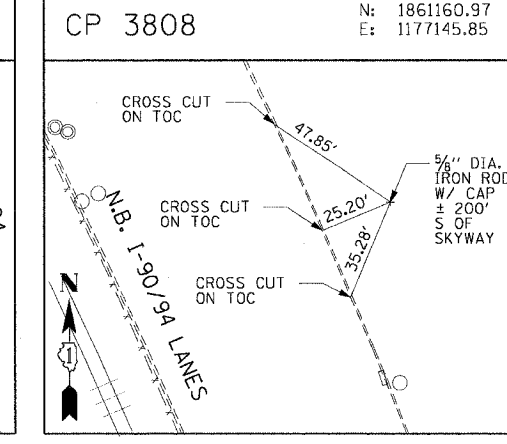 CP 3808
N: 1861160.97
E: 1177145.85
CROSS CUT
ON TOC
47.85'
5/8" DIA.
IRON ROD
W/ CAP
± 200'
S OF
SKYWAY
CROSS CUT
ON TOC
25.20'
35.28'
CROSS CUT
ON TOC
N.B. I-90/94 LANES
N
1